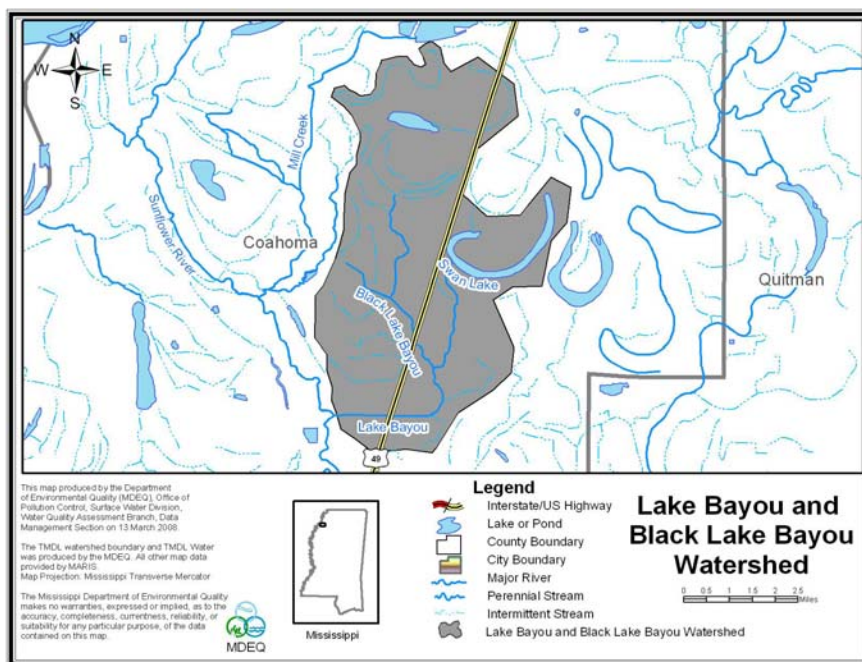 N
W E
S
Mill Creek
Sunflower River
Coahoma
Swan Lake
Quitman
Black Lake Bayou
Lake Bayou
49
This map produced by the Department
of Environmental Quality (MDEQ), Office of
Pollution Control, Surface Water Division,
Water Quality Assessment Branch, Data
Management Section on 13 March 2008.
The TMDL watershed boundary and TMDL Water
was produced by the MDEQ. All other map data
provided by MARIS.
Map Projection: Mississippi Transverse Mercator
The Mississippi Department of Environmental Quality
makes no warranties, expressed or implied, as to the
accuracy, completeness, currentness, reliability, or
suitability for any particular purpose, of the data
contained on this map.
MDEQ
Mississippi
Legend
Interstate/US Highway
Lake or Pond
County Boundary
City Boundary
Major River
Perennial Stream
Intermittent Stream
Lake Bayou and Black Lake Bayou Watershed
Lake Bayou and
Black Lake Bayou
Watershed
0 0.5 1 1.5 2 2.5
Miles